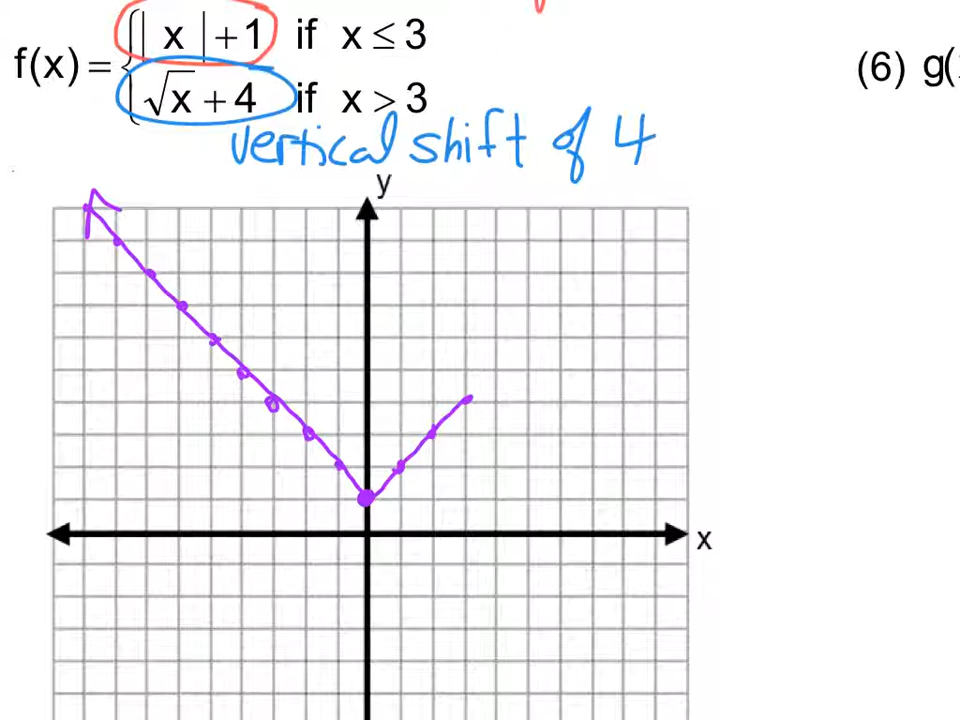 f(x) = { | x | + 1 if x ≤ 3
√x + 4 if x > 3
(6) g(
vertical shift of 4
y
x